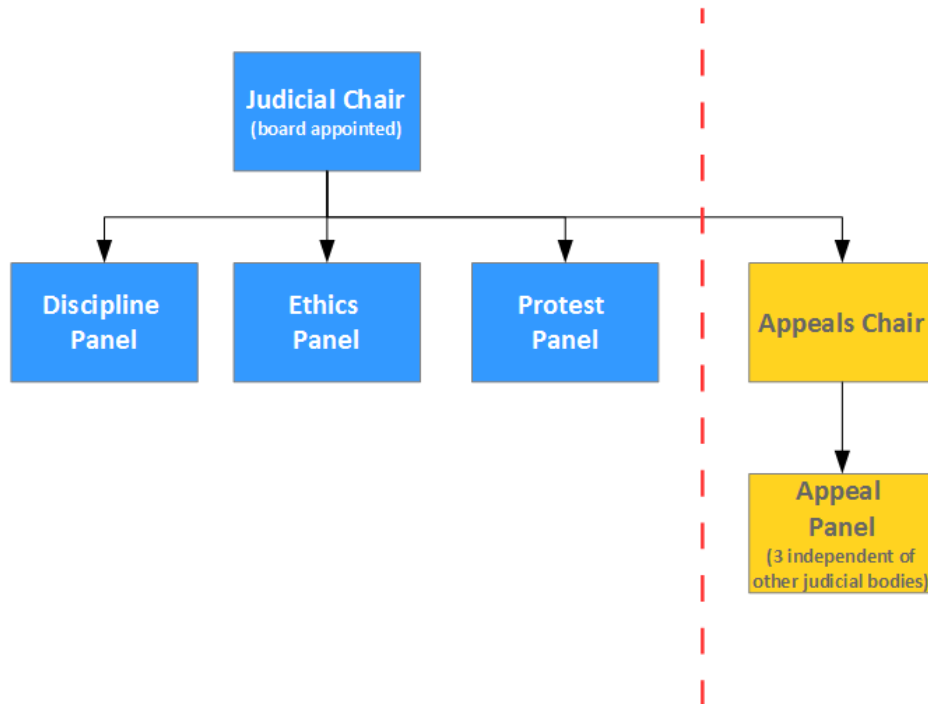 Judicial Chair
(board appointed)
Discipline
Panel
Ethics
Panel
Protest
Panel
Appeals Chair
Appeal
Panel
(3 independent of
other judicial bodies)